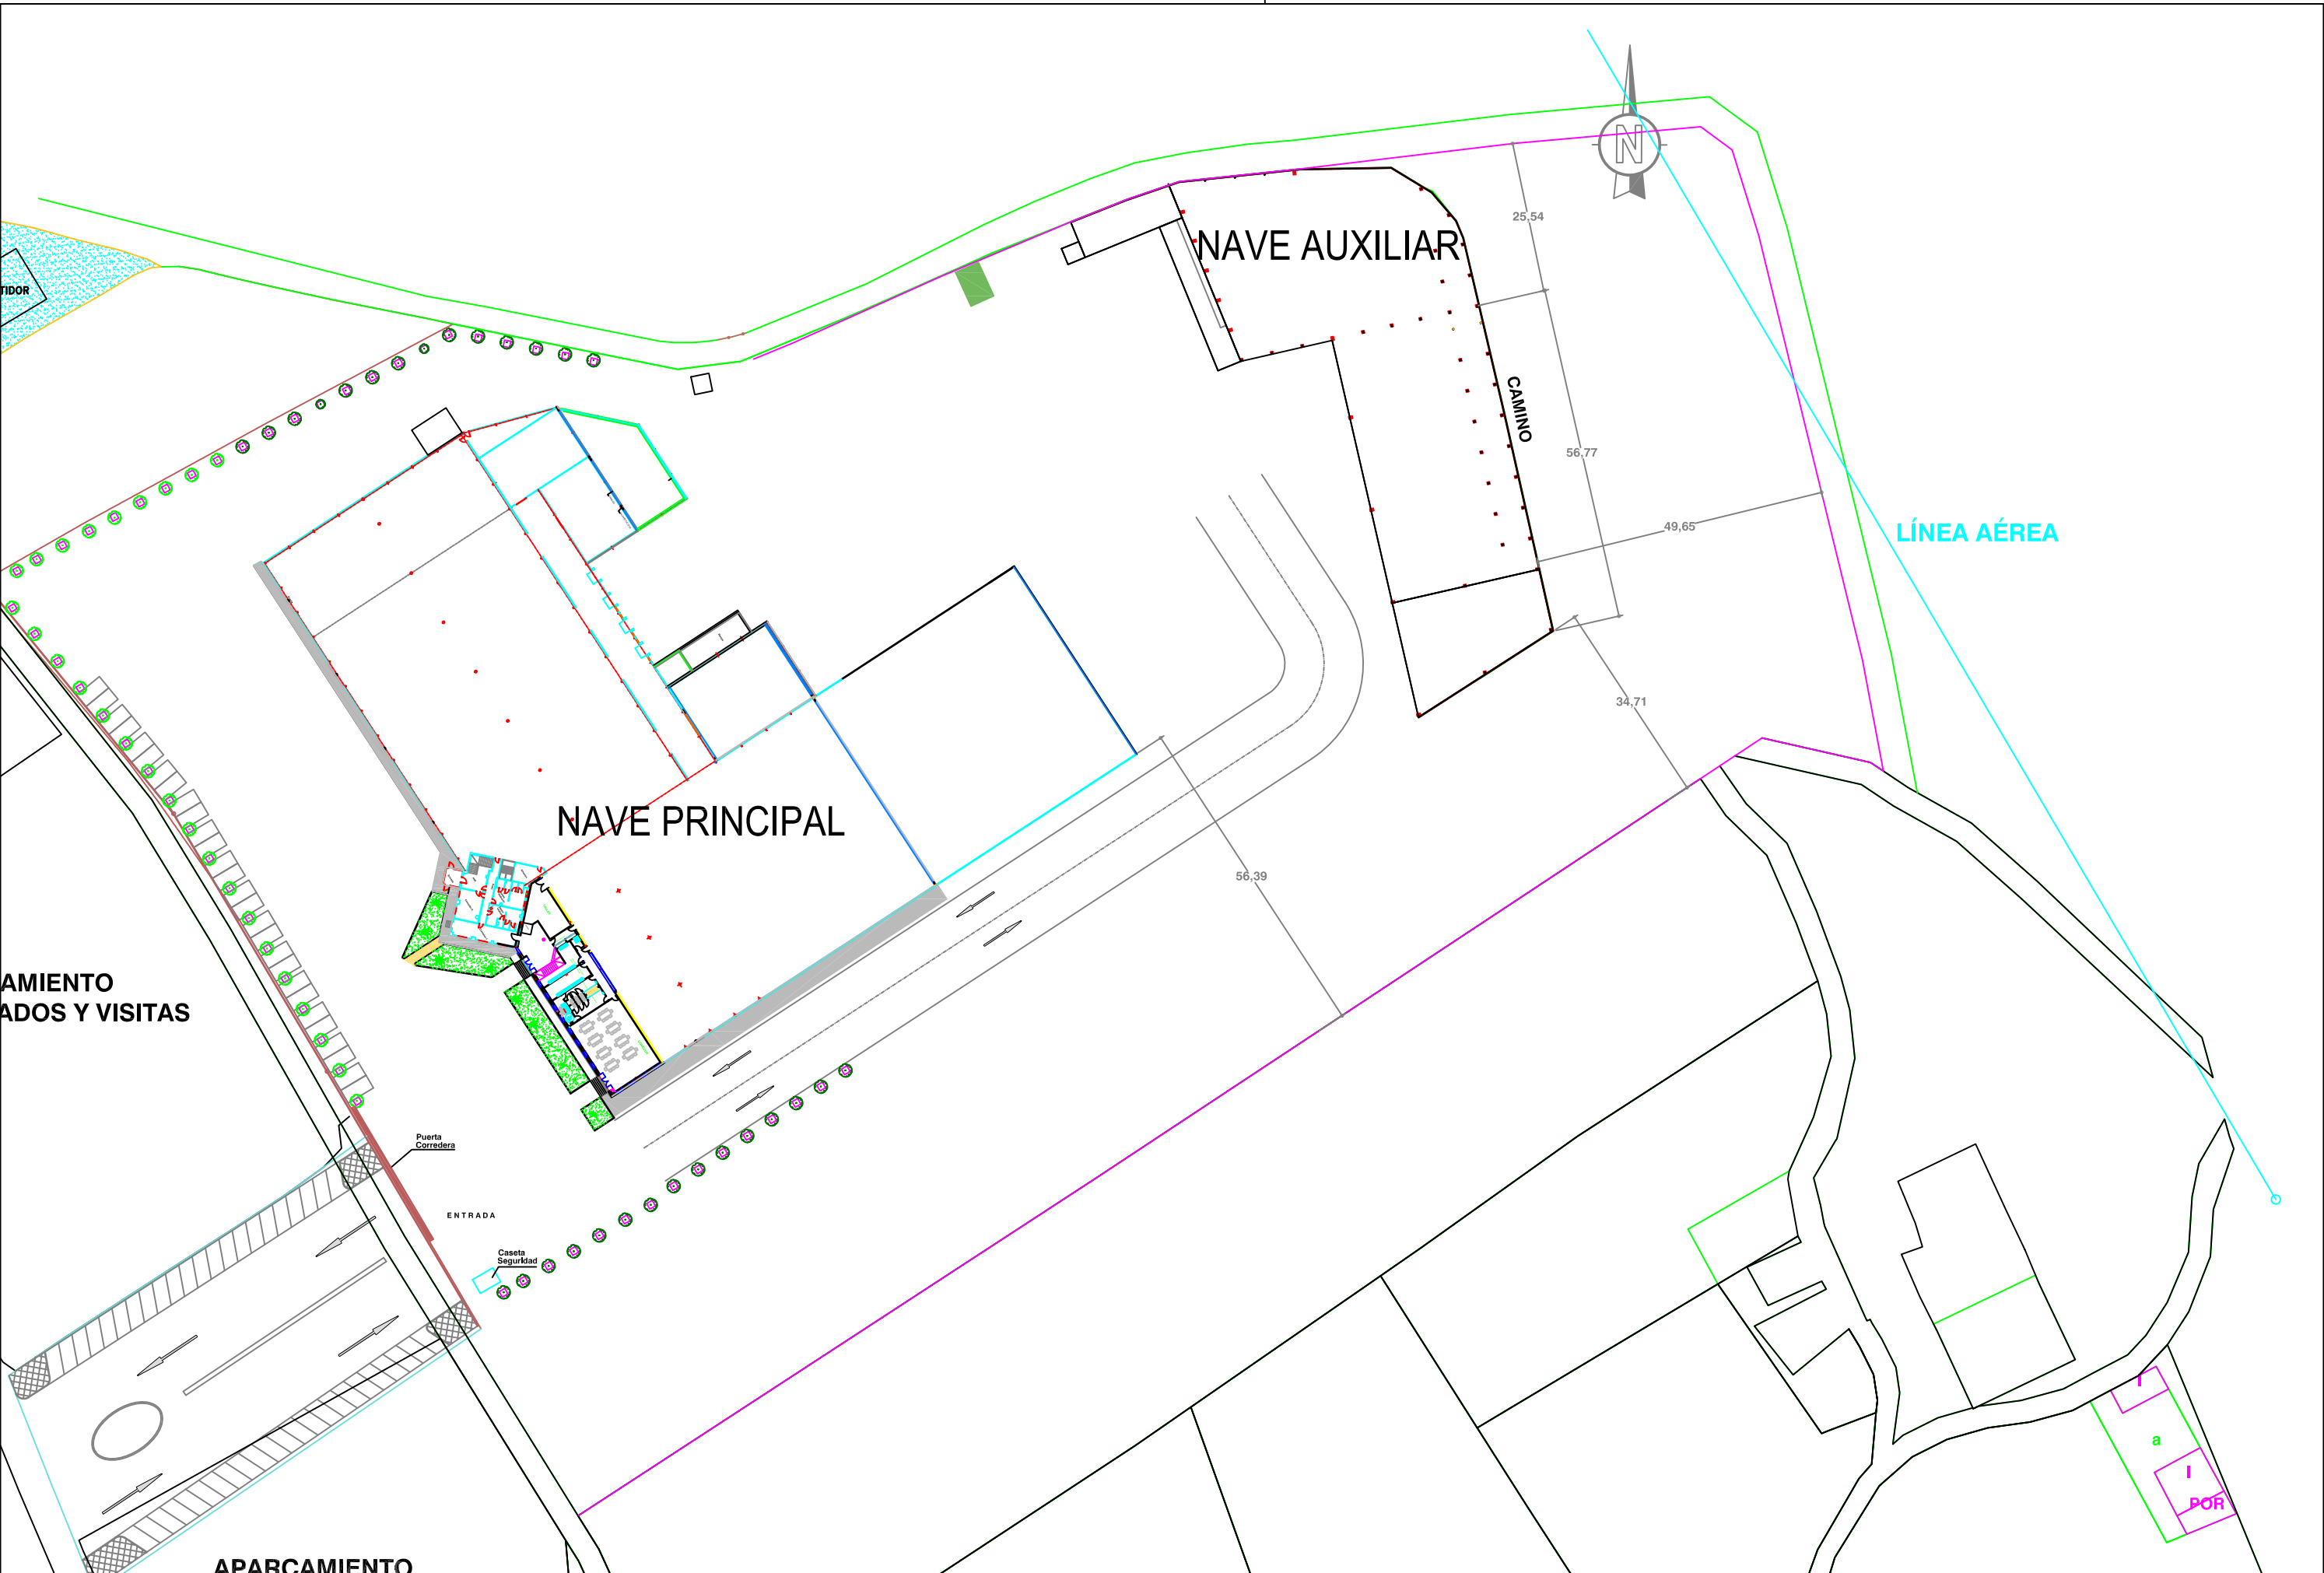 N
25,54
NAVE AUXILIAR
TIDOR
CAMINO
56,77
49,65
LÍNEA AÉREA
34,71
NAVE PRINCIPAL
56,39
AMIENTO
ADOS Y VISITAS
Puerta
Corredera
ENTRADA
Caseta
Seguridad
I
a
I
POR
APARCAMIENTO